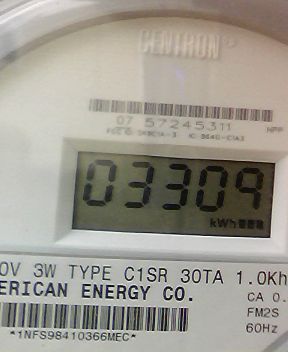 CENTRON
07 57245311
HPP
03309
kWh
0V 3W TYPE C1SR 30TA 1.0Kh
ERICAN ENERGY CO.
CA 0.
FM2S
60Hz
*1NFS98410366MEC*